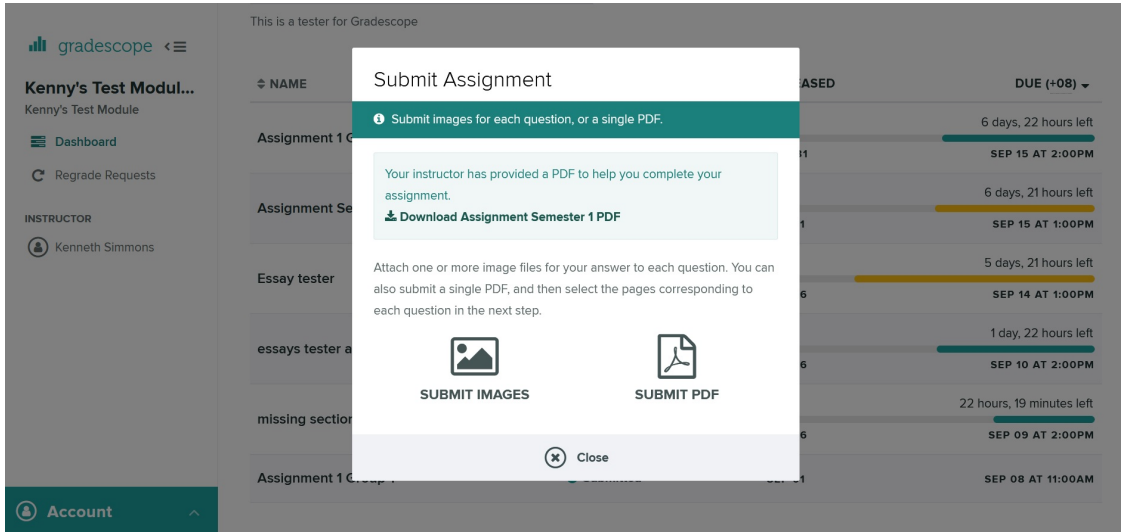 This is a tester for Gradescope
gradescope
Kenny's Test Modul...
Kenny's Test Module
Dashboard
Regrade Requests
INSTRUCTOR
Kenneth Simmons
Account
NAME
EASED
DUE (+08)
Assignment 1 G
6 days, 22 hours left
31
SEP 15 AT 2:00PM
Assignment Se
6 days, 21 hours left
1
SEP 15 AT 1:00PM
Essay tester
5 days, 21 hours left
6
SEP 14 AT 1:00PM
essays tester a
1 day, 22 hours left
6
SEP 10 AT 2:00PM
missing section
22 hours, 19 minutes left
6
SEP 09 AT 2:00PM
Assignment 1
SEP 08 AT 11:00AM
Submit Assignment
Submit images for each question, or a single PDF.
Your instructor has provided a PDF to help you complete your
assignment.
Download Assignment Semester 1 PDF
Attach one or more image files for your answer to each question. You can
also submit a single PDF, and then select the pages corresponding to
each question in the next step.
SUBMIT IMAGES
SUBMIT PDF
Close